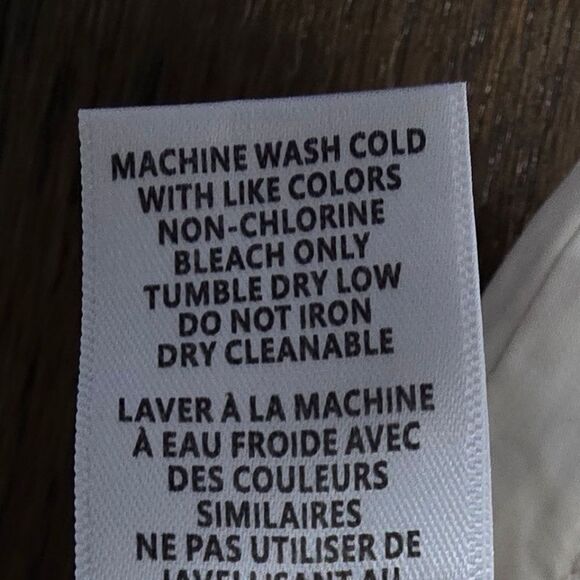 MACHINE WASH COLD
WITH LIKE COLORS
NON-CHLORINE
BLEACH ONLY
TUMBLE DRY LOW
DO NOT IRON
DRY CLEANABLE
LAVER À LA MACHINE
À EAU FROIDE AVEC
DES COULEURS
SIMILAIRES
NE PAS UTILISER DE